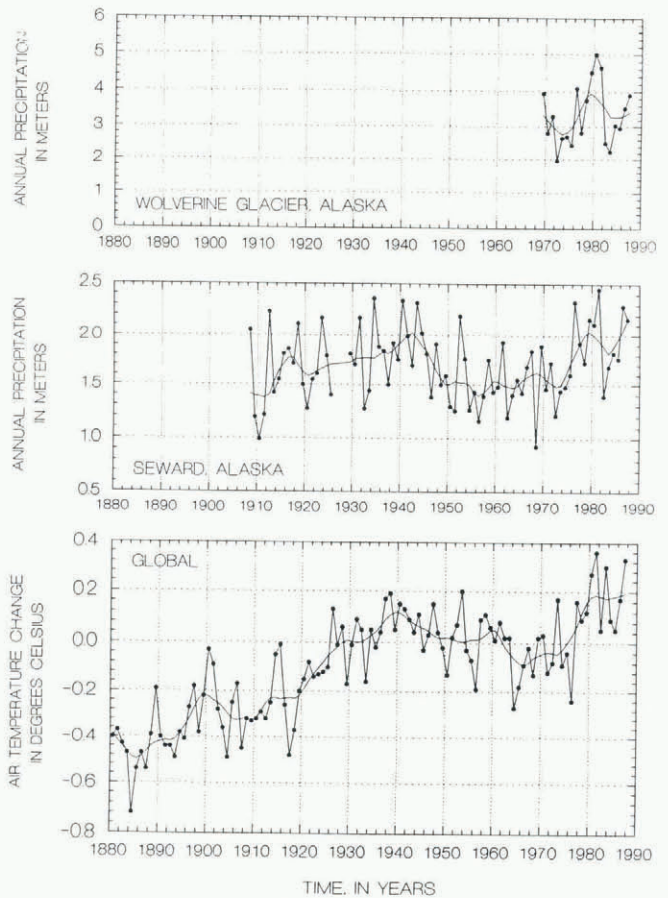 ANNUAL PRECIPITATION
IN METERS
6
5
4
3
2
1
0
WOLVERINE GLACIER, ALASKA
1880 1890 1900 1910 1920 1930 1940 1950 1960 1970 1980 1990
ANNUAL PRECIPITATION
IN METERS
2.5
2.0
1.5
1.0
0.5
SEWARD, ALASKA
1880 1890 1900 1910 1920 1930 1940 1950 1960 1970 1980 1990
AIR TEMPERATURE CHANGE
IN DEGREES CELSIUS
GLOBAL
0.4
0.2
0.0
-0.2
-0.4
-0.6
-0.8
1880 1890 1900 1910 1920 1930 1940 1950 1960 1970 1980 1990
TIME, IN YEARS